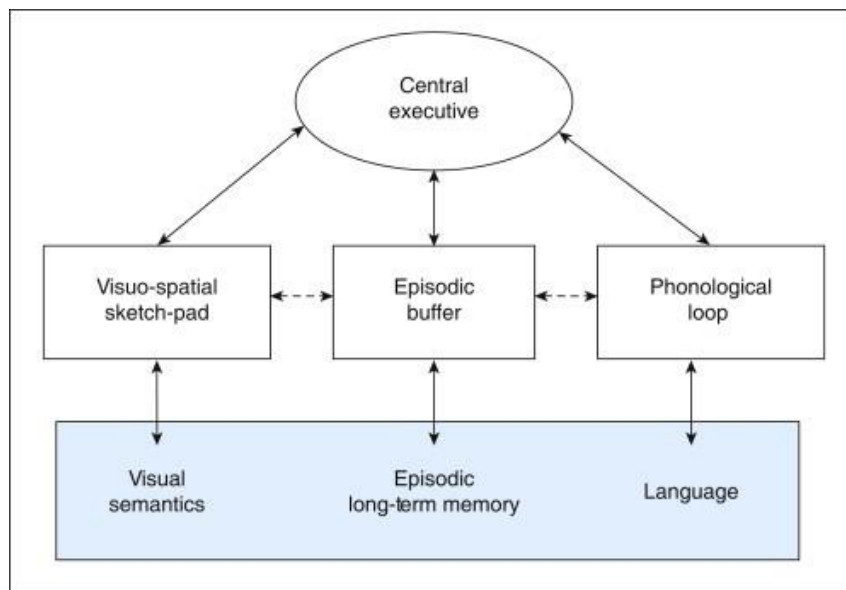 Central
executive
Visuo-spatial
sketch-pad
Episodic
buffer
Phonological
loop
Visual
semantics
Episodic
long-term memory
Language